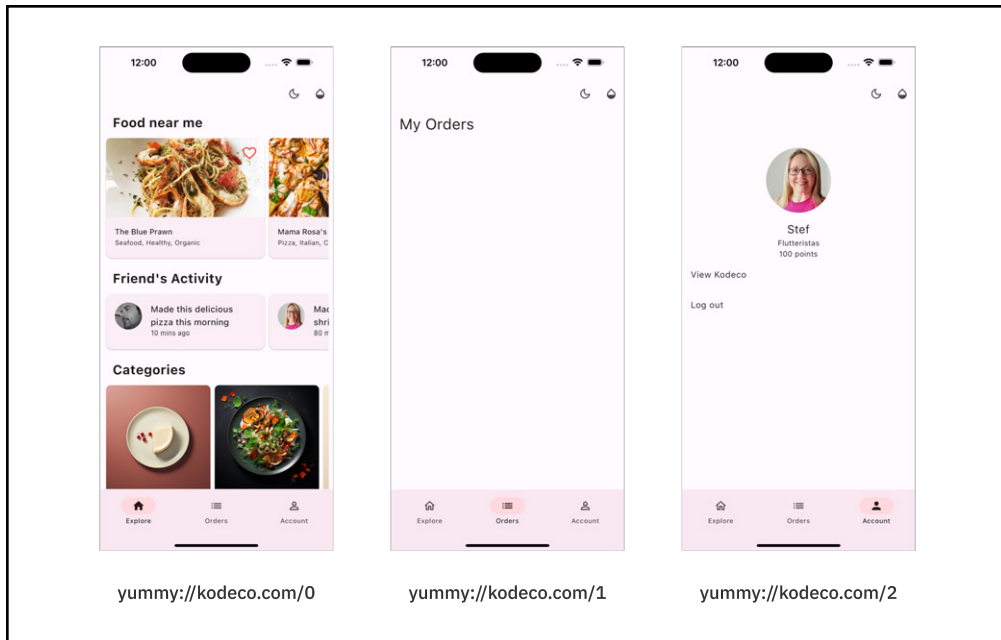 12:00
Food near me
The Blue Prawn
Seafood, Healthy, Organic
Mama Rosa's
Pizza, Italian, C
Friend's Activity
Made this delicious
pizza this morning
10 mins ago
Mac
shri
80 m
Categories
Explore
Orders
Account
yummy://kodeco.com/0
12:00
My Orders
Explore
Orders
Account
yummy://kodeco.com/1
12:00
Stef
Flutteristas
100 points
View Kodeco
Log out
Explore
Orders
Account
yummy://kodeco.com/2